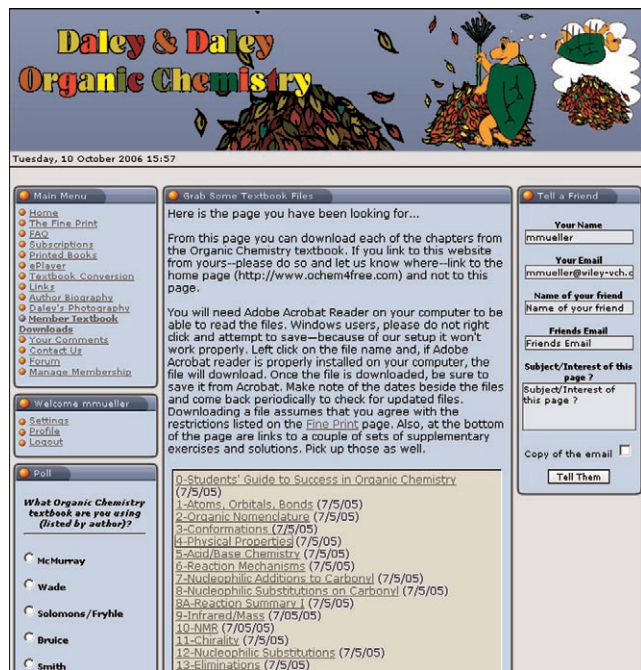 Daley & Daley
Organic Chemistry
Tuesday, 10 October 2006 15:57
Main Menu
Home
The Fine Print
FAQ
Subscriptions
Printed Books
ePlayer
Textbook Conversion
Links
Author Biography
Daley's Photography
Member Textbook
Downloads
Your Comments
Contact Us
Forum
Manage Membership
Welcome mmueller
Settings
Profile
Logout
Poll
What Organic Chemistry
textbook are you using
(listed by author)?
McMurray
Wade
Solomons/Fryhle
Bruice
Smith
Grab Some Textbook Files
Here is the page you have been looking for...
From this page you can download each of the chapters from
the Organic Chemistry textbook. If you link to this website
from yours--please do so and let us know where--link to the
home page (http://www.ochem4free.com) and not to this
page.
You will need Adobe Acrobat Reader on your computer to be
able to read the files. Windows users, please do not right
click and attempt to save—because of our setup it won't
work properly. Left click on the file name and, if Adobe
Acrobat reader is properly installed on your computer, the
file will download. Once the file is downloaded, be sure to
save it from Acrobat. Make note of the dates beside the files
and come back periodically to check for updated files.
Downloading a file assumes that you agree with the
restrictions listed on the Fine Print page. Also, at the bottom
of the page are links to a couple of sets of supplementary
exercises and solutions. Pick up those as well.
0-Students' Guide to Success in Organic Chemistry
(7/5/05)
1-Atoms, Orbitals, Bonds (7/5/05)
2-Organic Nomenclature (7/5/05)
3-Conformations (7/5/05)
4-Physical Properties (7/5/05)
5-Acid/Base Chemistry (7/5/05)
6-Reaction Mechanisms (7/5/05)
7-Nucleophilic Additions to Carbonyl (7/5/05)
8-Nucleophilic Substitutions on Carbonyl (7/5/05)
8A-Reaction Summary I (7/5/05)
9-Infrared/Mass (7/05/05)
10-NMR (7/5/05)
11-Chirality (7/5/05)
12-Nucleophilic Substitutions (7/5/05)
13-Eliminations (7/5/05)
Tell a Friend
Your Name
mmueller
Your Email
mmueller@wiley-vch.c
Name of your friend
Name of your friend
Friends Email
Friends Email
Subject/Interest of this
page ?
Subject/Interest of
this page ?
Copy of the email
Tell Them